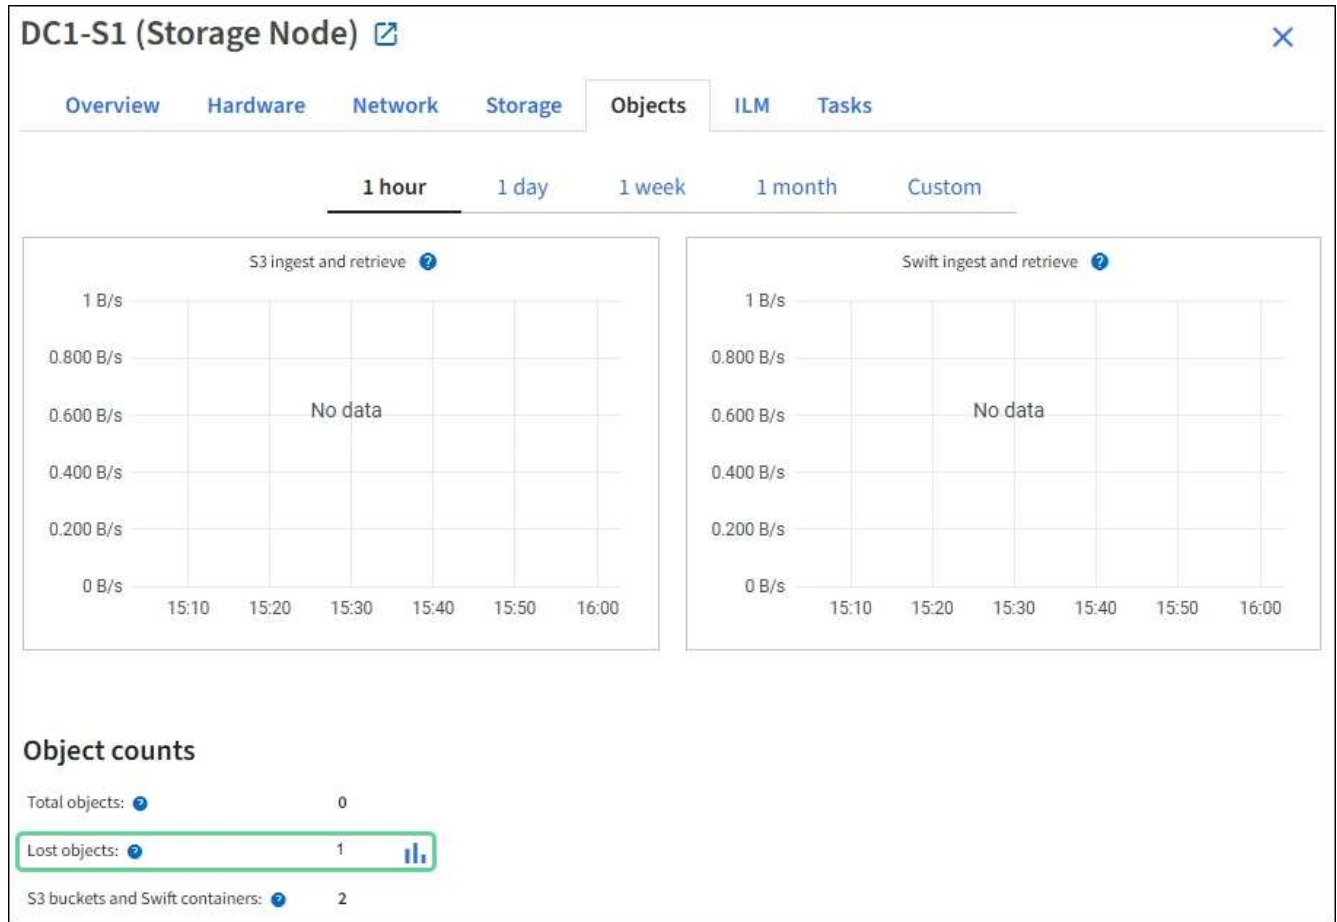 DC1-S1 (Storage Node)
Overview Hardware Network Storage Objects ILM Tasks
1 hour 1 day 1 week 1 month Custom
S3 ingest and retrieve
1 B/s
0.800 B/s
0.600 B/s
0.400 B/s
0.200 B/s
0 B/s
No data
15:10 15:20 15:30 15:40 15:50 16:00
Swift ingest and retrieve
1 B/s
0.800 B/s
0.600 B/s
0.400 B/s
0.200 B/s
0 B/s
No data
15:10 15:20 15:30 15:40 15:50 16:00
Object counts
Total objects: 0
Lost objects: 1
S3 buckets and Swift containers: 2